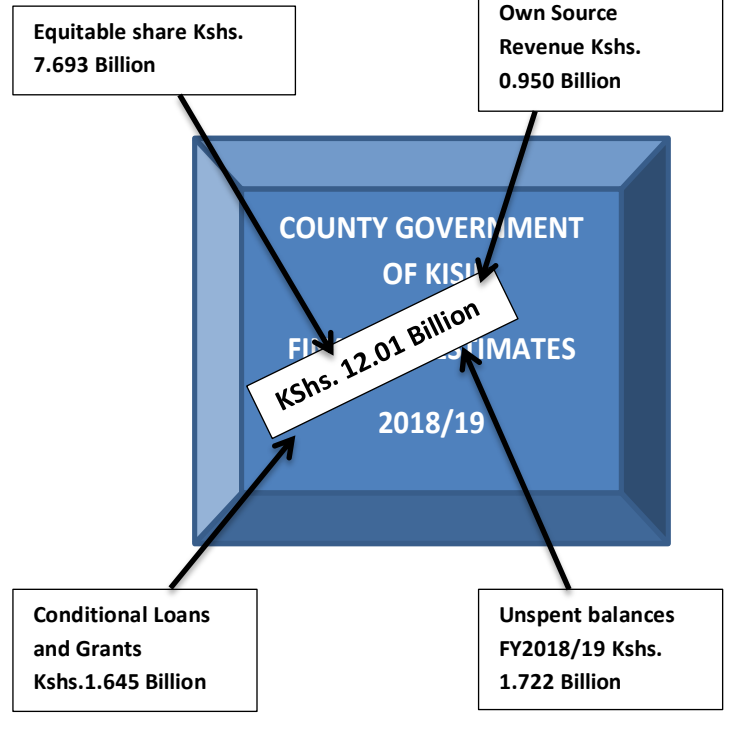 Equitable share Kshs.
7.693 Billion
Own Source
Revenue Kshs.
0.950 Billion
COUNTY GOVERNMENT
OF KISII
KShs. 12.01 Billion
ESTIMATES
2018/19
Conditional Loans
and Grants
Kshs.1.645 Billion
Unspent balances
FY2018/19 Kshs.
1.722 Billion